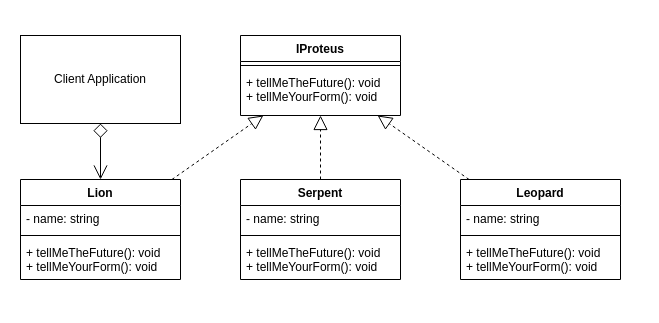 IProteus
Client Application
+ tellMeTheFuture(): void
+ tellMeYourForm(): void
Lion
- name: string
+ tellMeTheFuture(): void
+ tellMeYourForm(): void
Serpent
- name: string
+ tellMeTheFuture(): void
+ tellMeYourForm(): void
Leopard
- name: string
+ tellMeTheFuture(): void
+ tellMeYourForm(): void